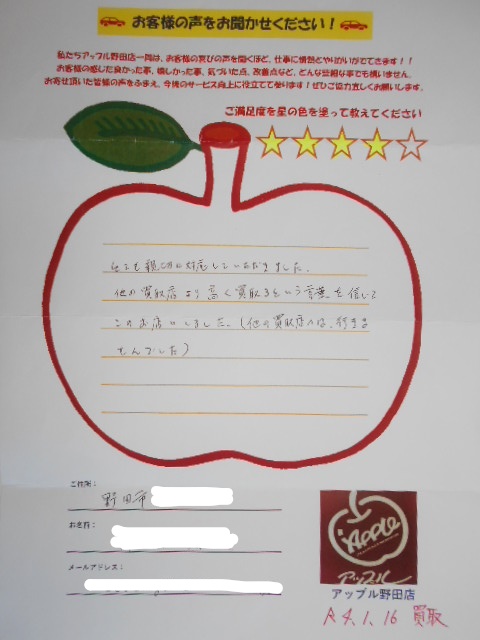 お客様の声をお聞かせください！
私たちアップル野田店一同は、お客様の喜びの声を聞くほど、仕事に情熱とやりがいがでてきます！！
お客様の感じた良かった事、嬉しかった事、気づいた点、改善点など、どんな些細な事でも構いません。
お寄せ頂いた皆様の声をふまえ、今後のサービス向上に役立てて参ります！ぜひご協力宜しくお願いします。
ご満足度を星の色を塗って教えてください
とても親切に対応していただきました。
他の買取店より高く買取るという言葉を信じて
このお店にしました。(他の買取店へは、行きま
せんでした)
ご住所：
野田市
お名前：
メールアドレス：
APPLE
アップル
アップル野田店
R.4.1.16 買取